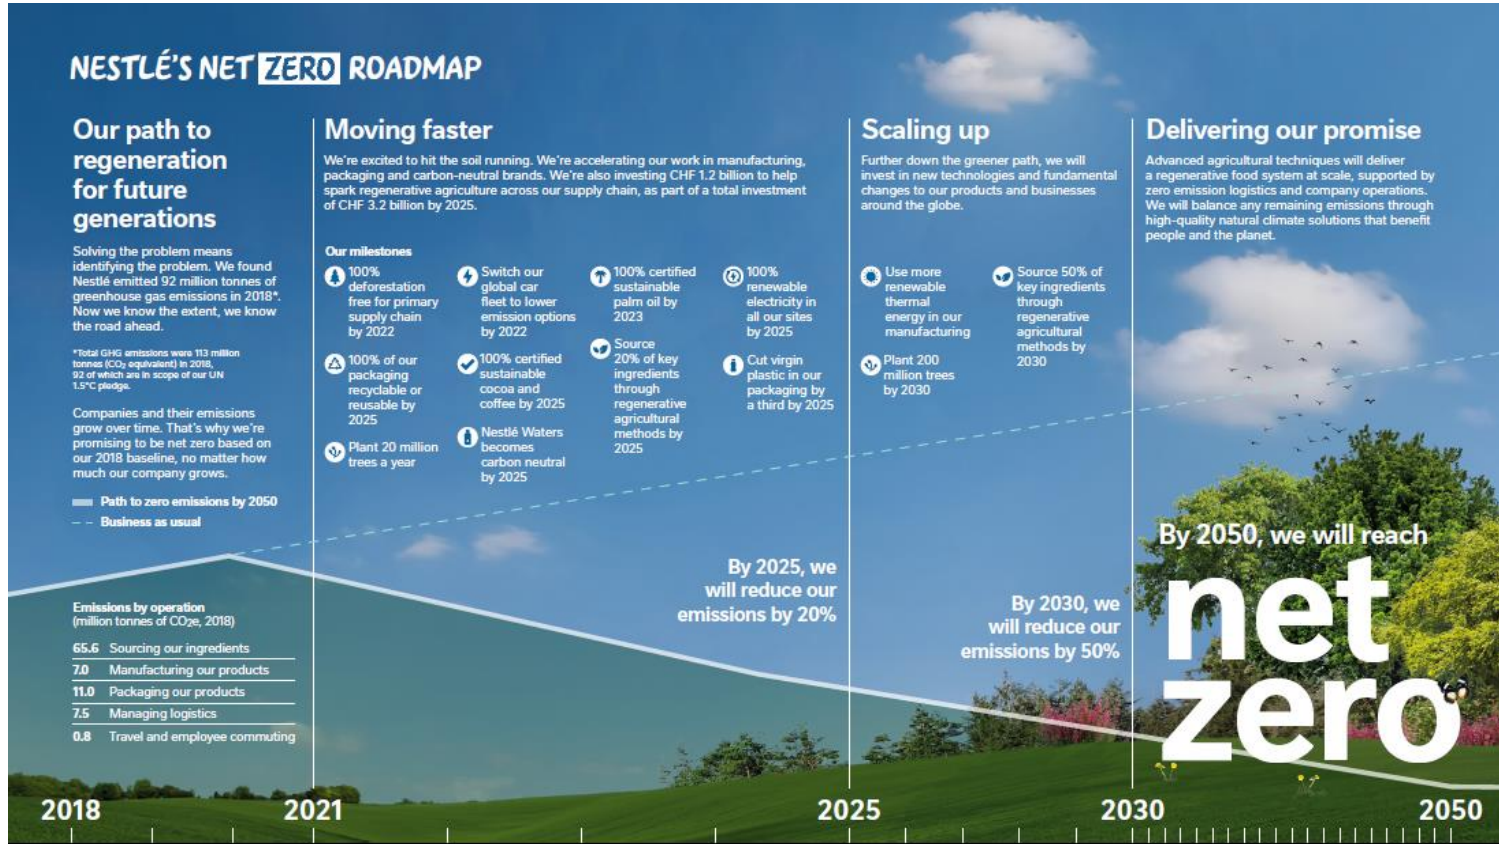 NESTLÉ'S NET ZERO ROADMAP
Our path to
regeneration
for future
generations
Solving the problem means
identifying the problem. We found
Nestlé emitted 92 million tonnes of
greenhouse gas emissions in 2018*.
Now we know the extent, we know
the road ahead.
*Total GHG emissions were 113 million
tonnes (CO₂ equivalent) in 2018,
92 of which are in scope of our UN
1.5°C pledge.
Companies and their emissions
grow over time. That's why we're
promising to be net zero based on
our 2018 baseline, no matter how
much our company grows.
Path to zero emissions by 2050
Business as usual
Emissions by operation
(million tonnes of CO₂e, 2018)
65.6 Sourcing our ingredients
7.0 Manufacturing our products
11.0 Packaging our products
7.5 Managing logistics
0.8 Travel and employee commuting
Moving faster
We're excited to hit the soil running. We're accelerating our work in manufacturing,
packaging and carbon-neutral brands. We're also investing CHF 1.2 billion to help
spark regenerative agriculture across our supply chain, as part of a total investment
of CHF 3.2 billion by 2025.
Our milestones
100%
deforestation
free for primary
supply chain
by 2022
100% of our
packaging
recyclable or
reusable by
2025
Plant 20 million
trees a year
Switch our
global car
fleet to lower
emission options
by 2022
100% certified
sustainable
cocoa and
coffee by 2025
Nestlé Waters
becomes
carbon neutral
by 2025
100% certified
sustainable
palm oil by
2023
Source
20% of key
ingredients
through
regenerative
agricultural
methods by
2025
100%
renewable
electricity in
all our sites
by 2025
Cut virgin
plastic in our
packaging by
a third by 2025
By 2025, we
will reduce our
emissions by 20%
Scaling up
Further down the greener path, we will
invest in new technologies and fundamental
changes to our products and businesses
around the globe.
Use more
renewable
thermal
energy in our
manufacturing
Plant 200
million trees
by 2030
Source 50% of
key ingredients
through
regenerative
agricultural
methods by
2030
By 2030, we
will reduce our
emissions by 50%
Delivering our promise
Advanced agricultural techniques will deliver
a regenerative food system at scale, supported by
zero emission logistics and company operations.
We will balance any remaining emissions through
high-quality natural climate solutions that benefit
people and the planet.
By 2050, we will reach
net
zero
2018
2021
2025
2030
2050